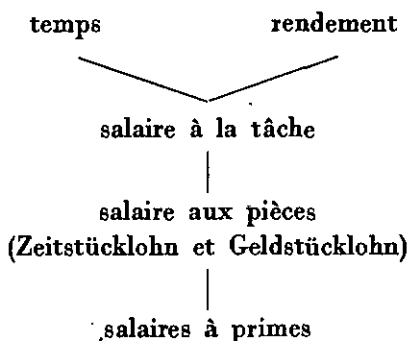 temps rendement
salaire à la tâche
salaire aux pièces
(Zeitstücklohn et Geldstücklohn)
salaires à primes